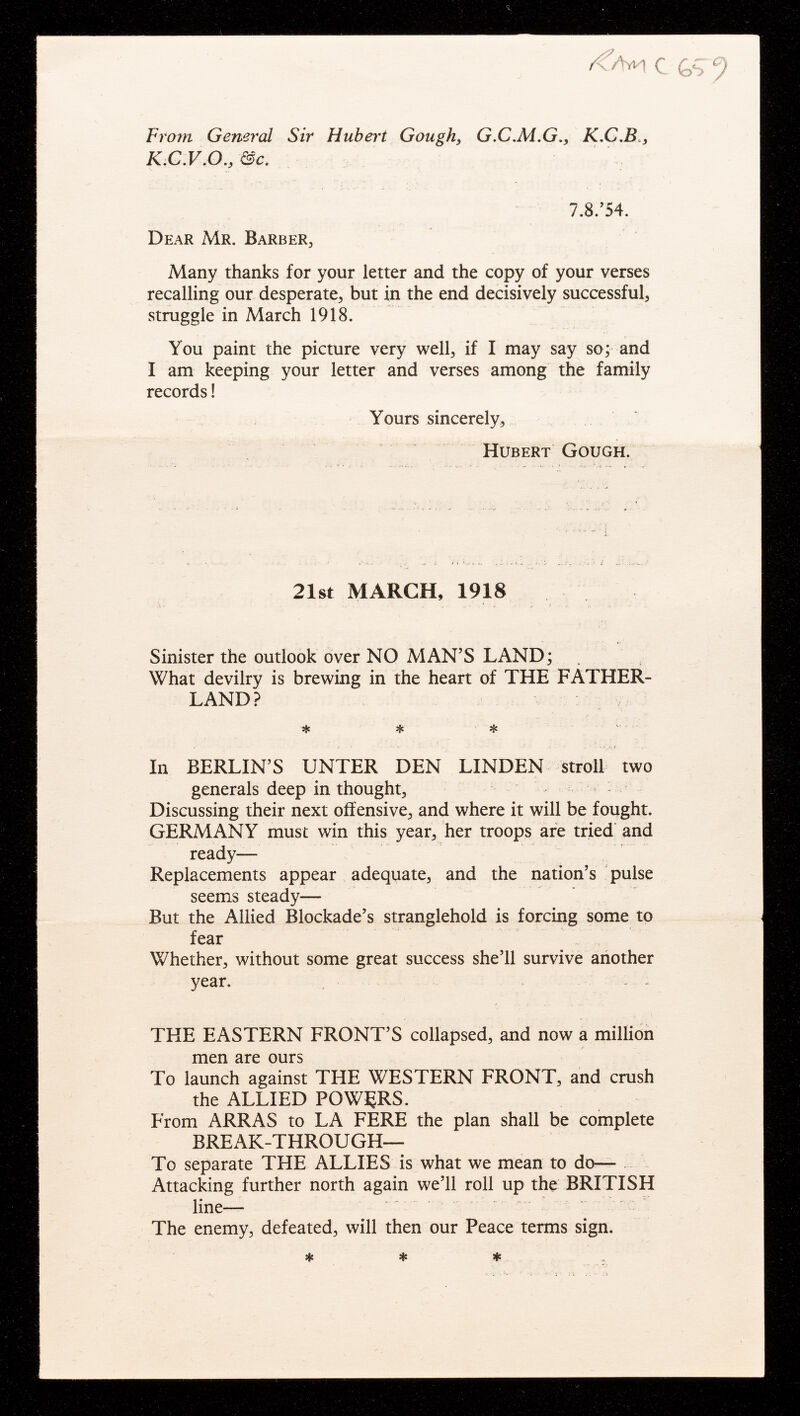 RAMC 659
From General Sir Hubert Gough, G.C.M.G., K.C.B.,
K.C.V.O., &c.
7.8.'54.
DEAR MR. BARBER,
Many thanks for your letter and the copy of your verses
recalling our desperate, but in the end decisively successful,
struggle in March 1918.
You paint the picture very well, if I may say so; and
I am keeping your letter and verses among the family
records!
Yours sincerely,
HUBERT GOUGH.
21st MARCH, 1918
Sinister the outlook over NO MAN'S LAND;
What devilry is brewing in the heart of THE FATHER-
LAND?
* * *
In BERLIN'S UNTER DEN LINDEN stroll two
generals deep in thought,
Discussing their next offensive, and where it will be fought.
GERMANY must win this year, her troops are tried and
ready—
Replacements appear adequate, and the nation's pulse
seems steady—
But the Allied Blockade's stranglehold is forcing some to
fear
Whether, without some great success she'll survive another
year.
THE EASTERN FRONT'S collapsed, and now a million
men are ours
To launch against THE WESTERN FRONT, and crush
the ALLIED POWERS.
From ARRAS to LA FERE the plan shall be complete
BREAK-THROUGH—
To separate THE ALLIES is what we mean to do—
Attacking further north again we'll roll up the BRITISH
line—
The enemy, defeated, will then our Peace terms sign.
* * *